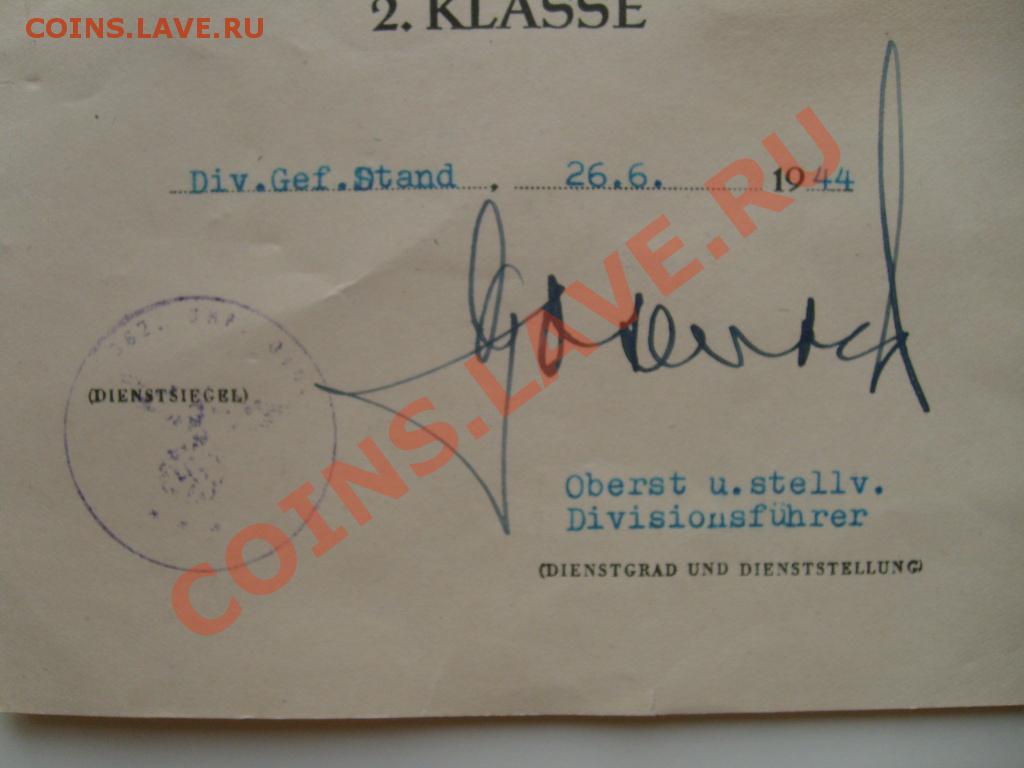 2. KLASSE
COINS.LAVE.RU
Div.Gef.Stand , 26.6. 1944
COINS.LAVE.RU
(DIENSTSIEGEL)
Oberst u.stellv.
Divisionsführer
(DIENSTGRAD UND DIENSTSTELLUNG)